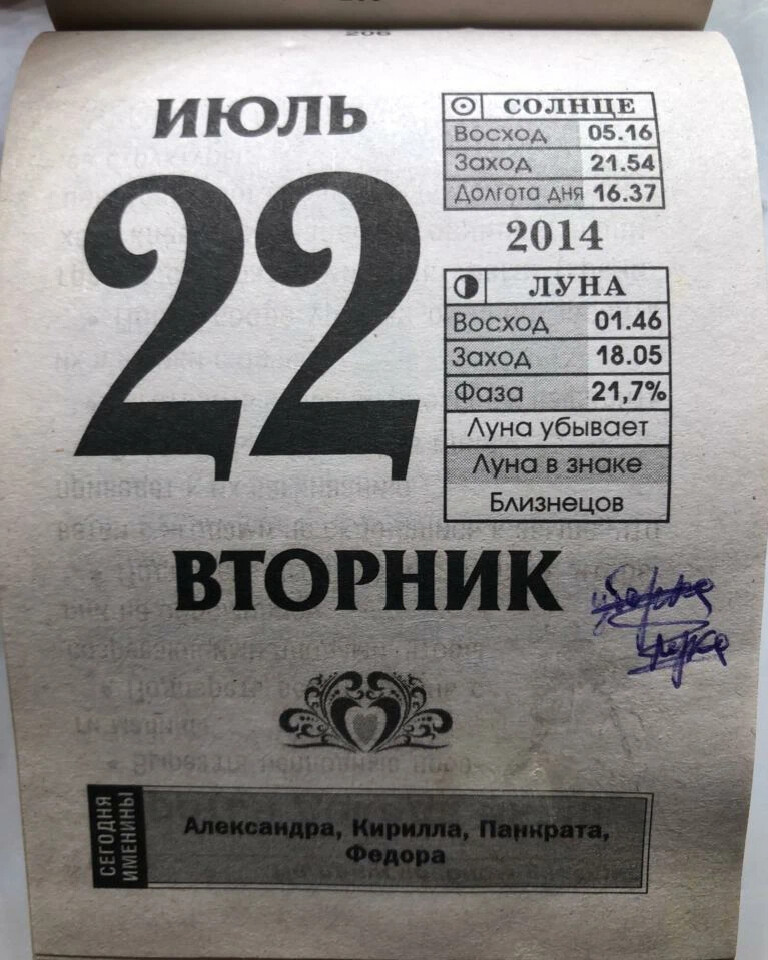 206
ИЮЛЬ
22
СОЛНЦЕ
Восход 05.16
Заход 21.54
Долгота дня 16.37
2014
ЛУНА
Восход 01.46
Заход 18.05
Фаза 21,7%
Луна убывает
Луна в знаке
Близнецов
ВТОРНИК
СЕГОДНЯ
ИМЕНИНЫ
Александра, Кирилла, Панкрата,
Федора